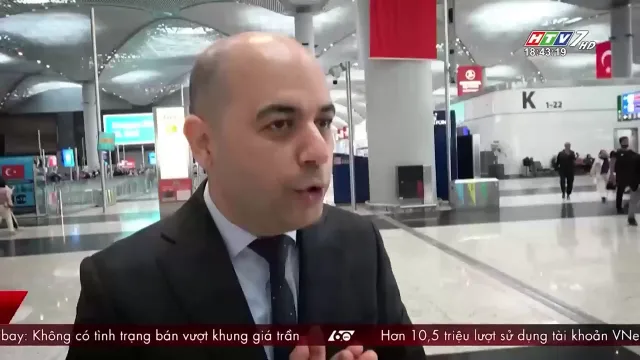 HTV7 HD
18:43:19
K 1-22
bay: Không có tình trạng bán vượt khung giá trần 60 Hơn 10,5 triệu lượt sử dụng tài khoản VNe